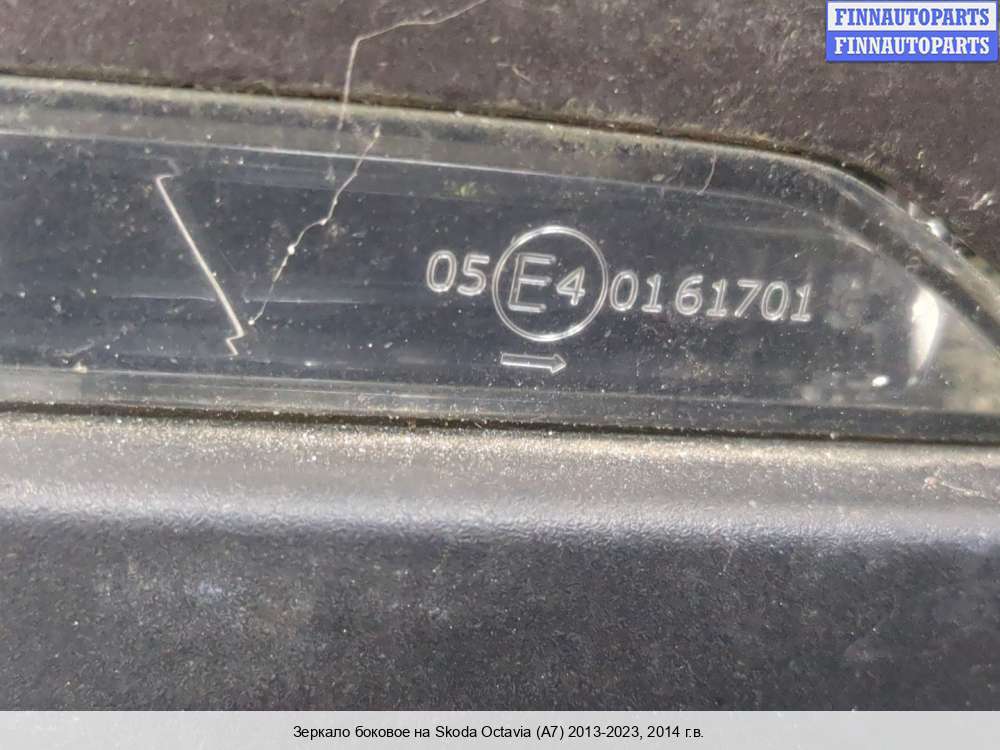 FINNAUTOPARTS
FINNAUTOPARTS
05 E4 0161701
Зеркало боковое на Skoda Octavia (A7) 2013-2023, 2014 г.в.